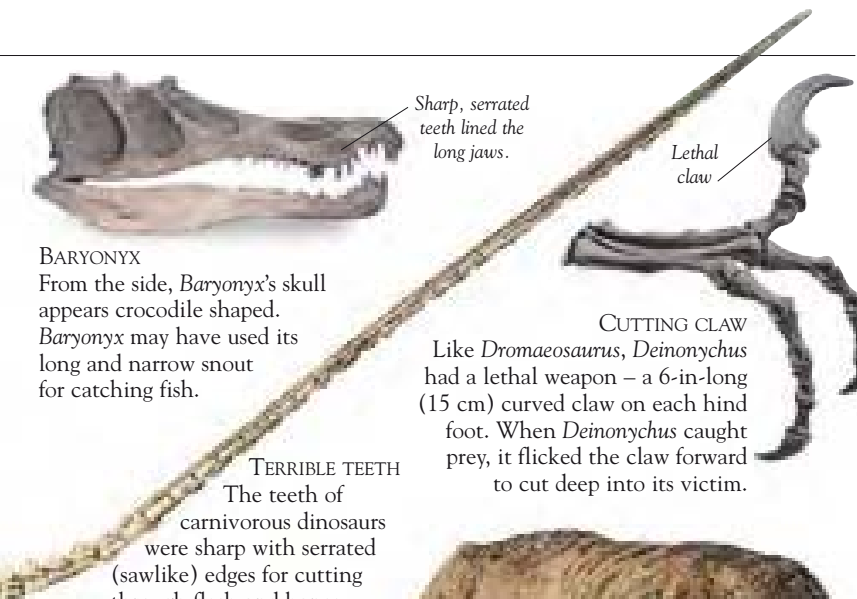 Sharp, serrated
teeth lined the
long jaws.
Lethal
claw
BARYONYX
From the side, Baryonyx's skull
appears crocodile shaped.
Baryonyx may have used its
long and narrow snout
for catching fish.
CUTTING CLAW
Like Dromaeosaurus, Deinonychus
had a lethal weapon – a 6-in-long
(15 cm) curved claw on each hind
foot. When Deinonychus caught
prey, it flicked the claw forward
to cut deep into its victim.
TERRIBLE TEETH
The teeth of
carnivorous dinosaurs
were sharp with serrated
(sawlike) edges for cutting